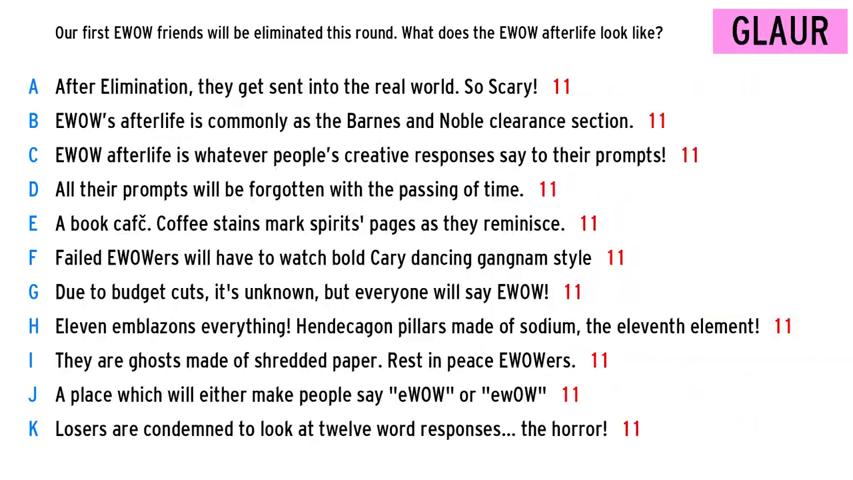 Our first EWOW friends will be eliminated this round. What does the EWOW afterlife look like?
GLAUR
A After Elimination, they get sent into the real world. So Scary! 11
B EWOW's afterlife is commonly as the Barnes and Noble clearance section. 11
C EWOW afterlife is whatever people's creative responses say to their prompts! 11
D All their prompts will be forgotten with the passing of time. 11
E A book cafč. Coffee stains mark spirits' pages as they reminisce. 11
F Failed EWOWers will have to watch bold Cary dancing gangnam style 11
G Due to budget cuts, it's unknown, but everyone will say EWOW! 11
H Eleven emblazons everything! Hendecagon pillars made of sodium, the eleventh element! 11
I They are ghosts made of shredded paper. Rest in peace EWOWers. 11
J A place which will either make people say "eWOW" or "ewOW" 11
K Losers are condemned to look at twelve word responses... the horror! 11